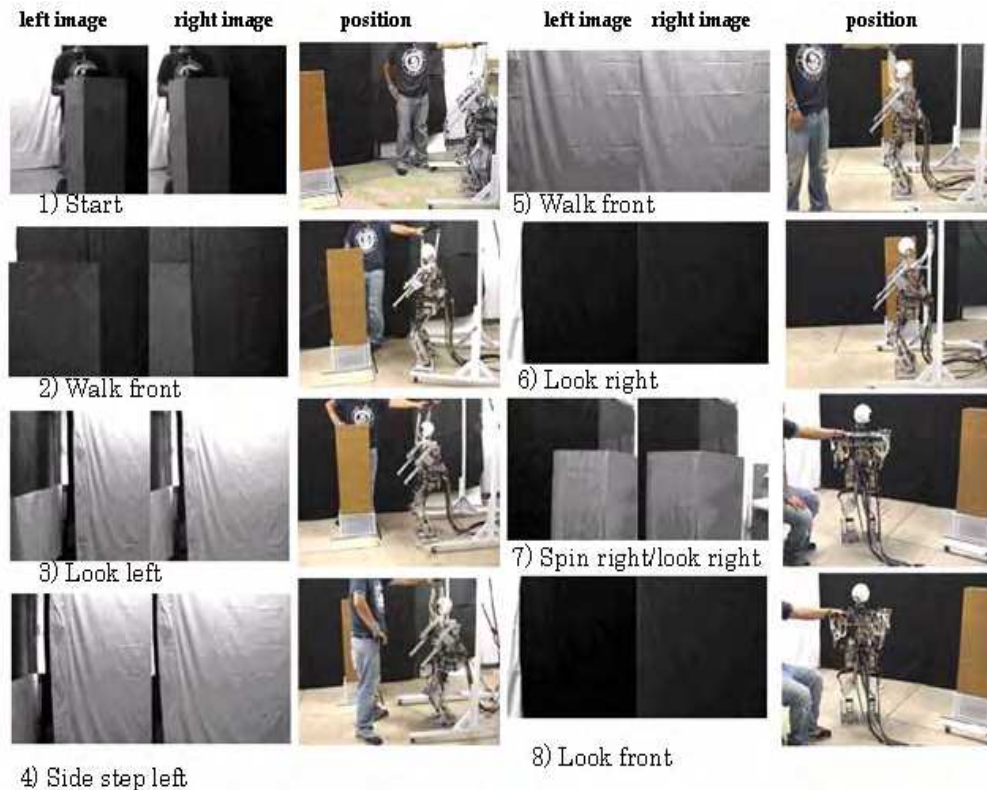 left image right image position left image right image position
1) Start
2) Walk front
3) Look left
4) Side step left
5) Walk front
6) Look right
7) Spin right/look right
8) Look front